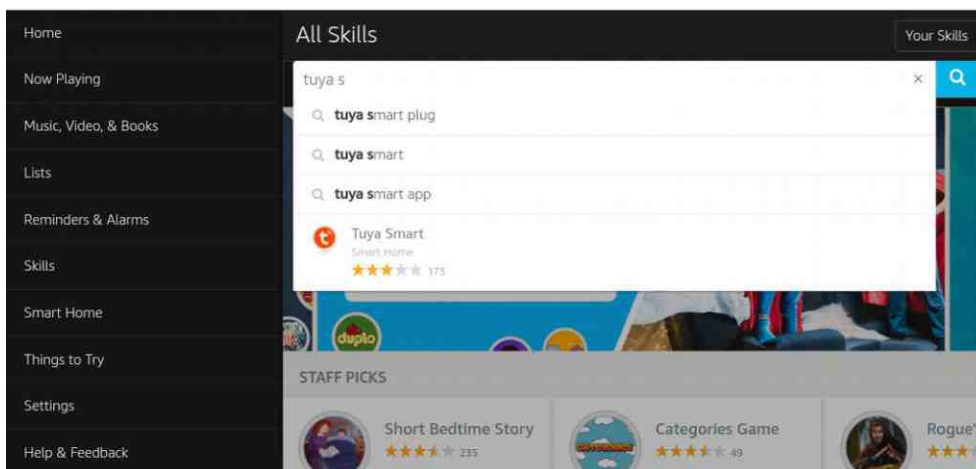 Home
Now Playing
Music, Video, & Books
Lists
Reminders & Alarms
Skills
Smart Home
Things to Try
Settings
Help & Feedback
All Skills
Your Skills
tuya s
×
tuya smart plug
tuya smart
tuya smart app
t
Tuya Smart
Smart Home
175
duplo
STAFF PICKS
Short Bedtime Story
235
Categories Game
49
Rogue'